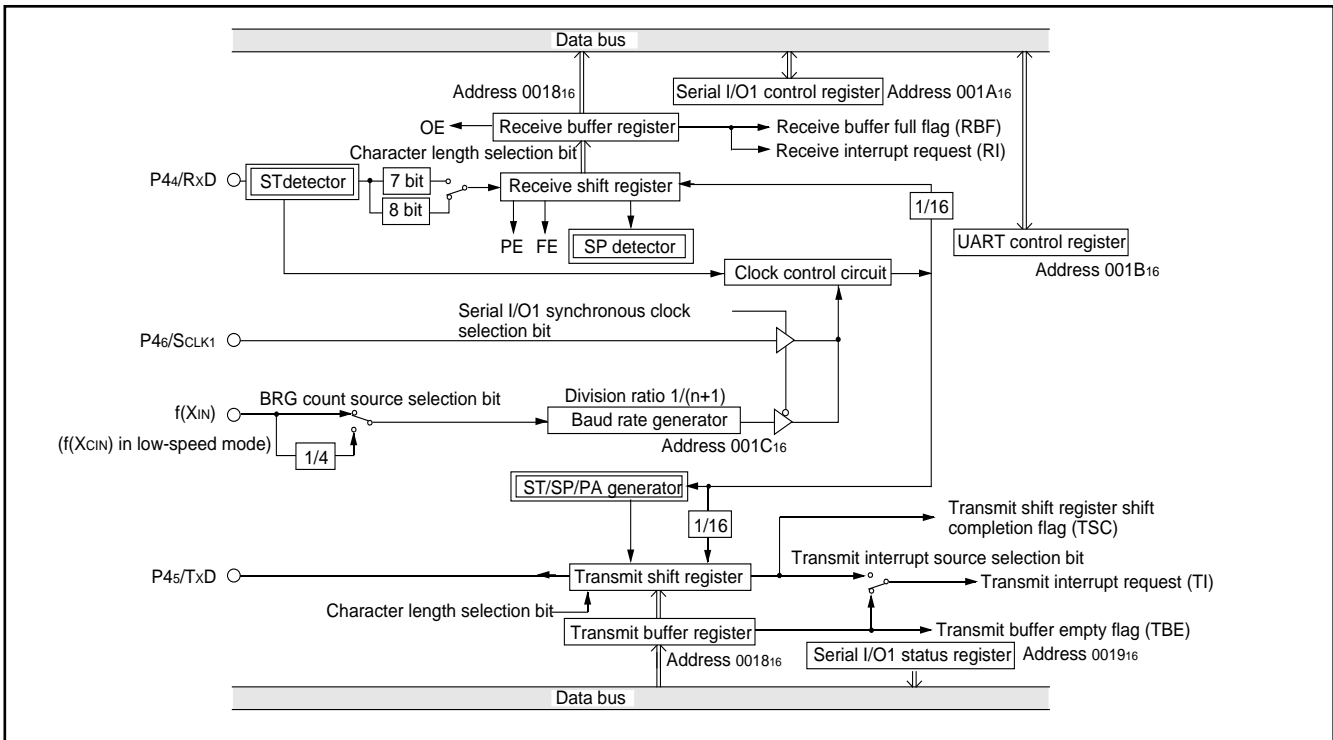 Data bus
Address 001816
Serial I/O1 control register
Address 001A16
OE
Receive buffer register
Receive buffer full flag (RBF)
Receive interrupt request (RI)
Character length selection bit
P44/RXD
STdetector
7 bit
8 bit
Receive shift register
1/16
PE
FE
SP detector
UART control register
Address 001B16
Clock control circuit
Serial I/O1 synchronous clock
selection bit
P46/SCLK1
BRG count source selection bit
Division ratio 1/(n+1)
f(XIN)
Baud rate generator
Address 001C16
(f(XCIN) in low-speed mode)
1/4
ST/SP/PA generator
1/16
Transmit shift register shift
completion flag (TSC)
Transmit interrupt source selection bit
P45/TXD
Transmit shift register
Transmit interrupt request (TI)
Character length selection bit
Transmit buffer register
Transmit buffer empty flag (TBE)
Address 001816
Serial I/O1 status register
Address 001916
Data bus